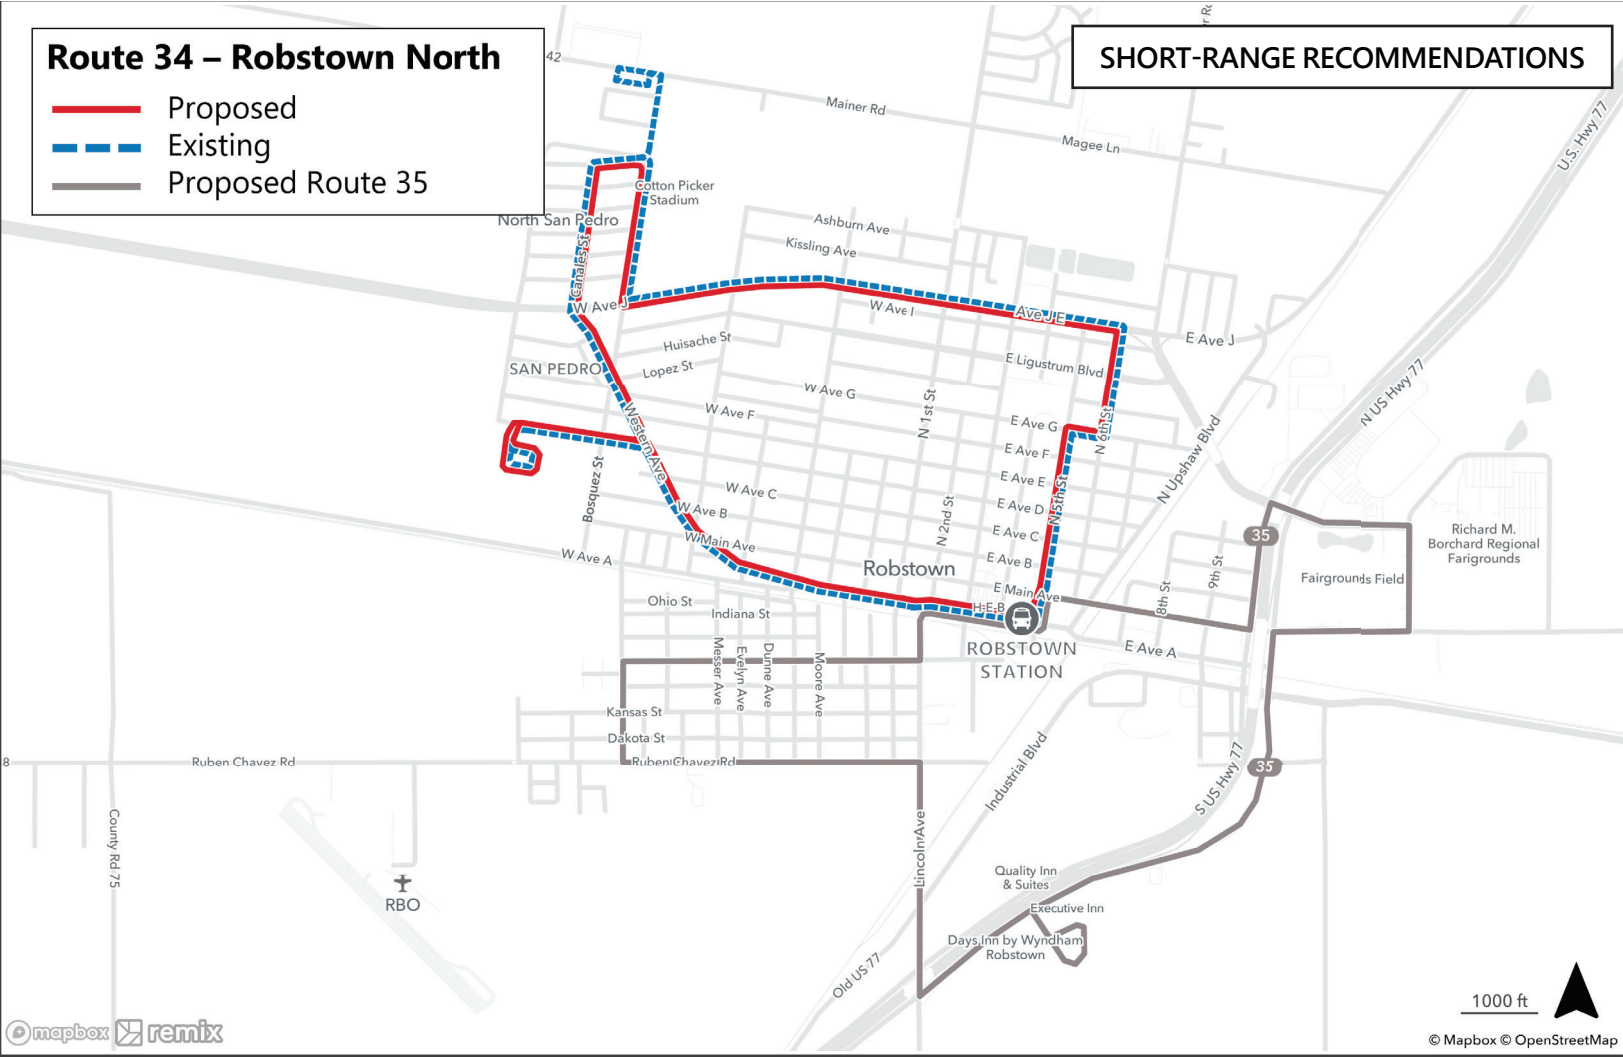 Route 34 – Robstown North
Proposed
Existing
Proposed Route 35
SHORT-RANGE RECOMMENDATIONS
42
Mainer Rd
Magee Ln
U.S. Hwy 77
Cotton Picker
Stadium
North San Pedro
Ashburn Ave
Kissling Ave
Canales St
W Ave J
W Ave I
Ave J E
E Ave J
Huisache St
SAN PEDRO
Lopez St
E Ligustrum Blvd
W Ave G
N US Hwy 77
W Ave F
N 1st St
E Ave G
N 6th St
Western Ave
E Ave F
N Upshaw Blvd
Bosquez St
E Ave E
W Ave C
N 5th St
W Ave B
N 2nd St
E Ave D
W Main Ave
E Ave C
35
Richard M.
Borchard Regional
Farigrounds
W Ave A
Robstown
E Ave B
9th St
Fairgrounds Field
8th St
E Main Ave
Ohio St
Indiana St
H-E-B
ROBSTOWN
STATION
E Ave A
Messer Ave
Evelyn Ave
Dunne Ave
Moore Ave
Kansas St
Dakota St
8
Ruben Chavez Rd
Ruben Chavez Rd
Industrial Blvd
S US Hwy 77
35
County Rd 75
Lincoln Ave
RBO
Quality Inn
& Suites
Executive Inn
Days Inn by Wyndham
Robstown
Old US 77
1000 ft
mapbox
remix
© Mapbox © OpenStreetMap